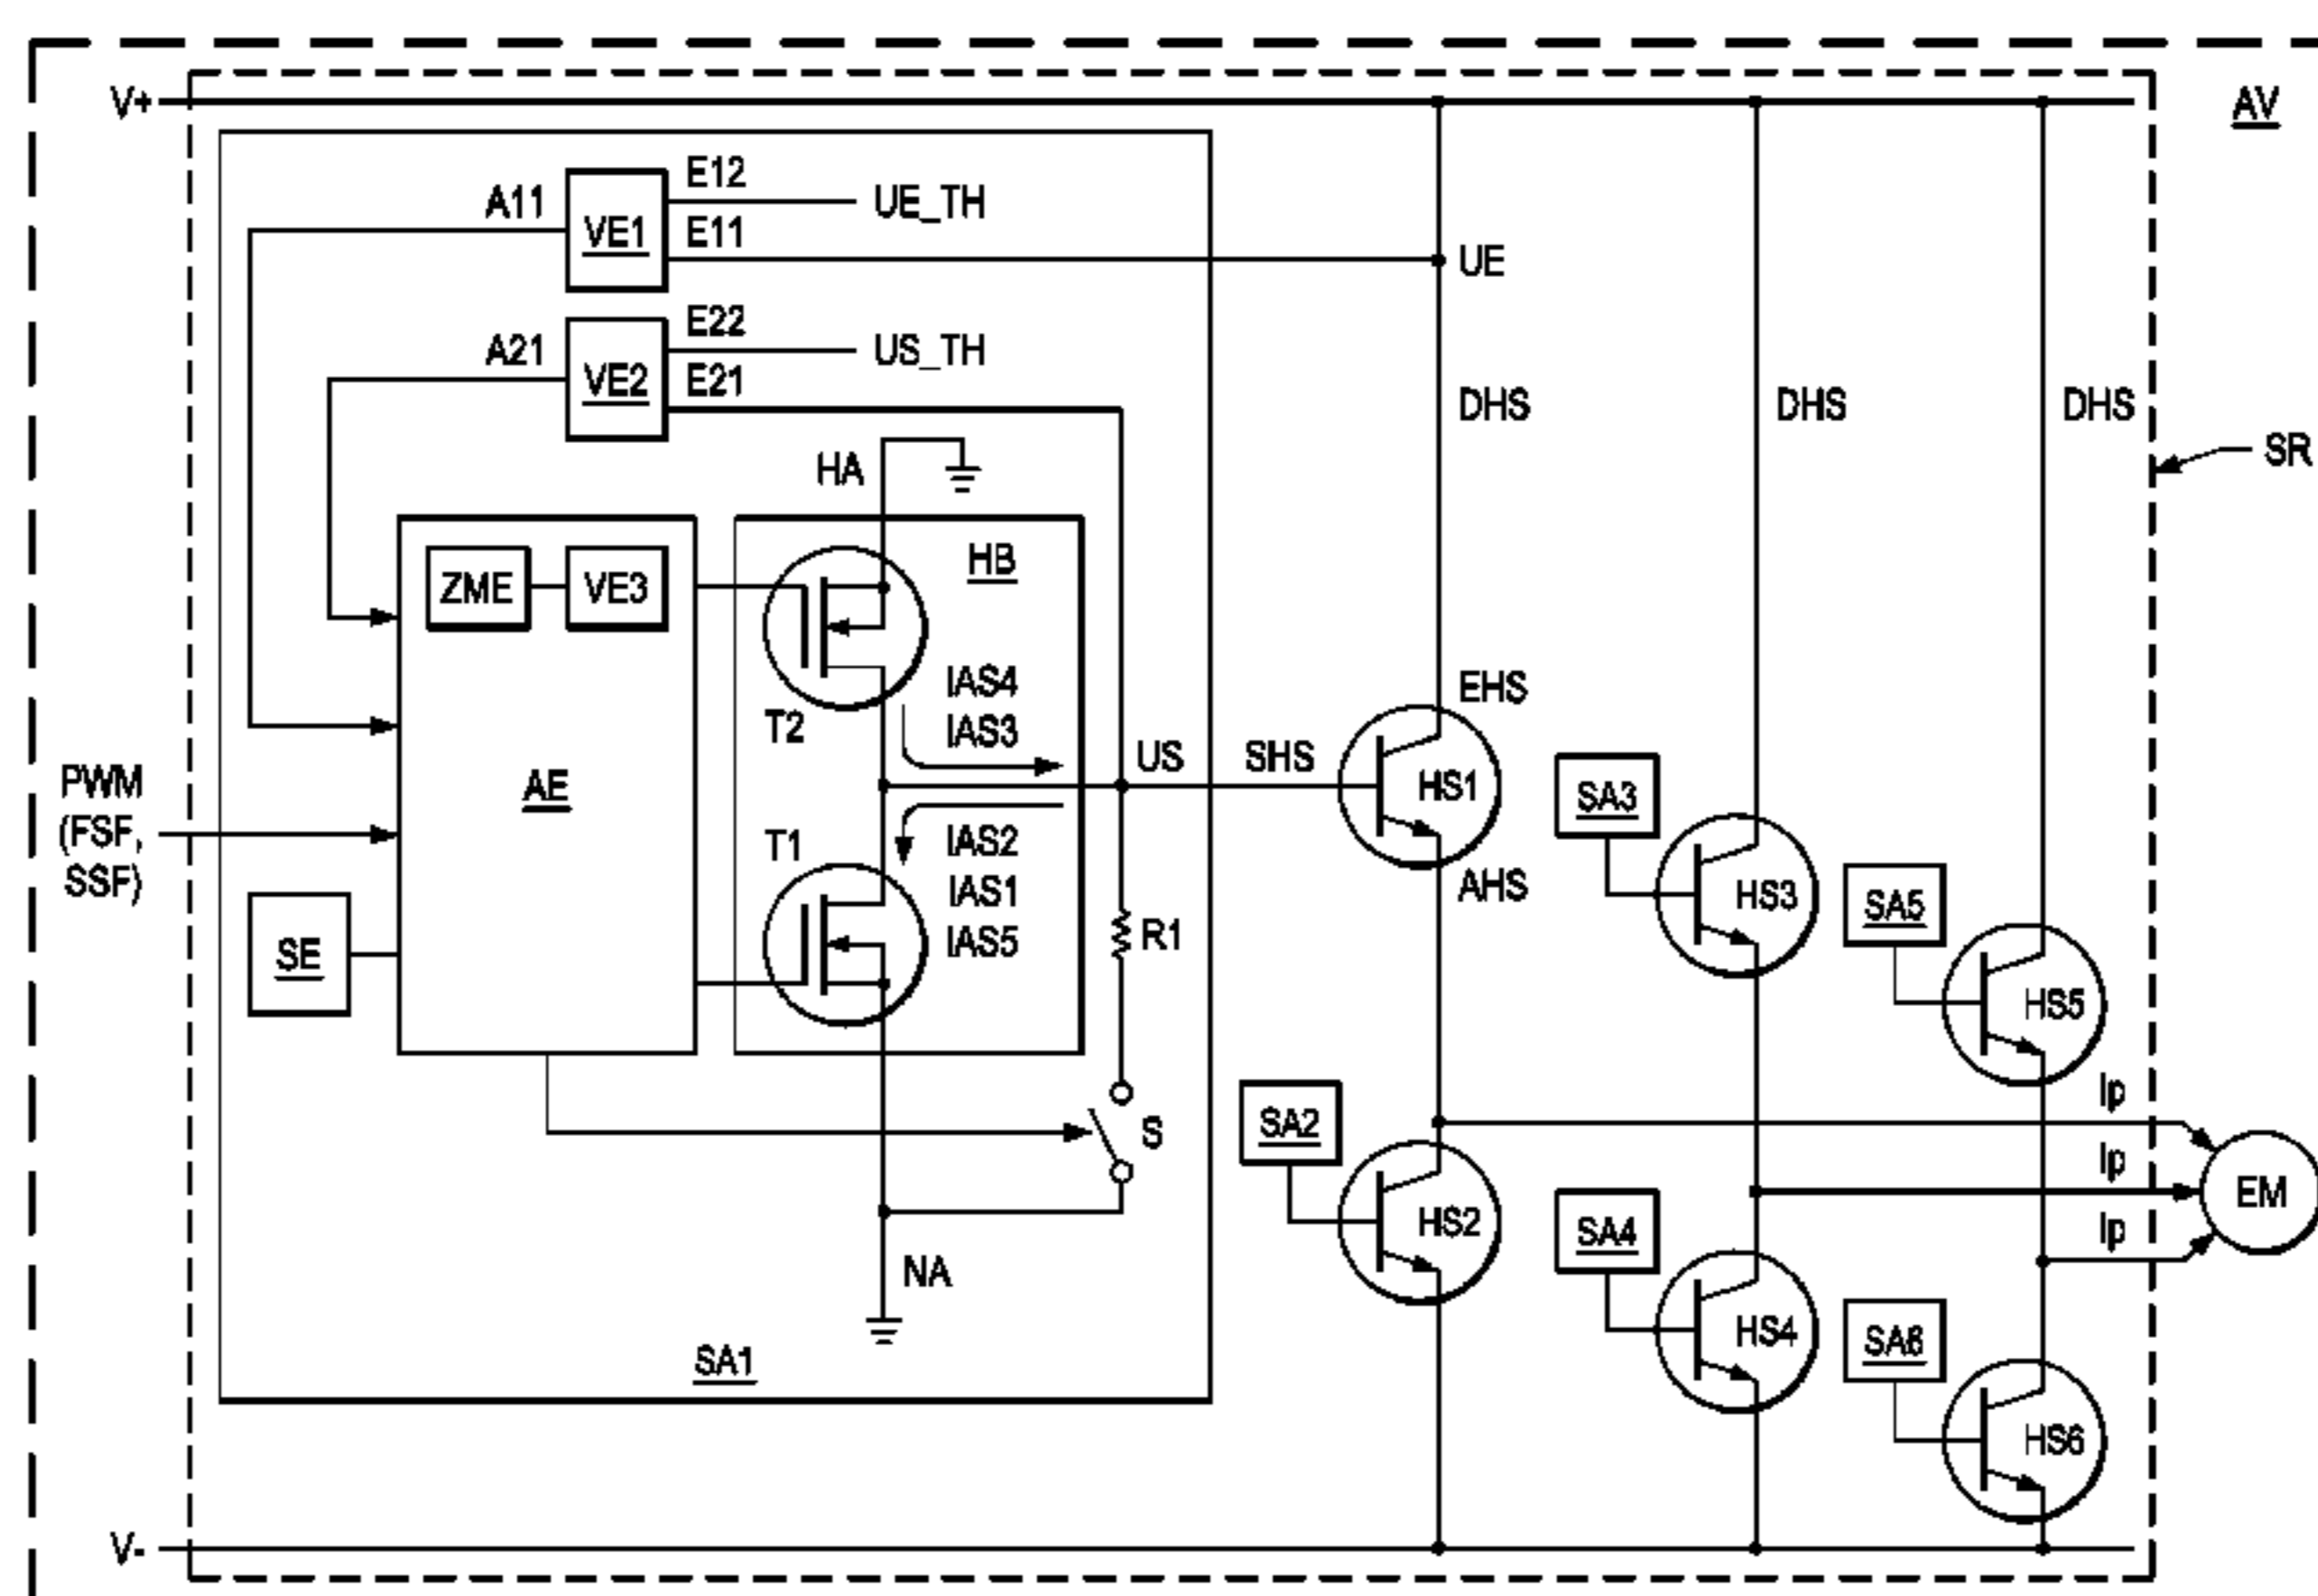 V+
AV
E12
A11
UE_TH
VE1
E11
UE
E22
A21
US_TH
VE2
E21
DHS
DHS
DHS
SR
HA
HB
ZME
VE3
IAS4
EHS
T2
IAS3
US
SHS
PWM
(FSF,
SSF)
AE
HS1
SA3
T1
IAS2
IAS1
IAS5
AHS
HS3
SA5
R1
SE
HS5
Ip
SA2
S
Ip
EM
HS2
SA4
Ip
NA
HS4
SA6
SA1
HS6
V-